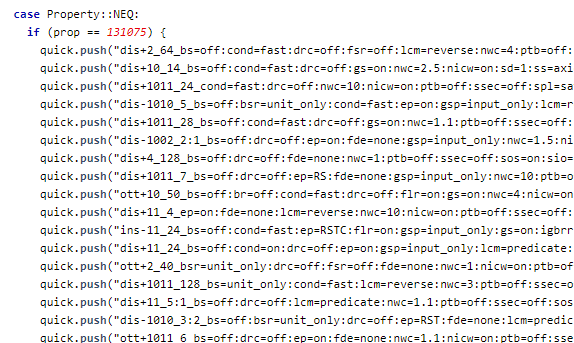 case Property::NEQ:
if (prop == 131075) {
quick.push("dis+2_64_bs=off:cond=fast:drc=off:fsr=off:lcm=reverse:nwc=4:ptb=off:
quick.push("dis+10_14_bs=off:cond=fast:drc=off:gs=on:nwc=2.5:nicw=on:sd=1:ss=axi
quick.push("dis+1011_24_cond=fast:drc=off:nwc=10:nicw=on:ptb=off:ssec=off:spl=sa
quick.push("dis-1010_5_bs=off:bsr=unit_only:cond=fast:ep=on:gsp=input_only:lcm=r
quick.push("dis+1011_28_bs=off:cond=fast:drc=off:gs=on:nwc=1.1:ptb=off:ssec=off:
quick.push("dis-1002_2:1_bs=off:drc=off:ep=on:fde=none:gsp=input_only:nwc=1.5:ni
quick.push("dis+4_128_bs=off:drc=off:fde=none:nwc=1:ptb=off:ssec=off:sos=on:sio=
quick.push("dis+1011_7_bs=off:drc=off:ep=RS:fde=none:gsp=input_only:nwc=10:ptb=o
quick.push("ott+10_50_bs=off:br=off:cond=fast:drc=off:flr=on:gs=on:nwc=4:nicw=on
quick.push("dis+11_4_ep=on:fde=none:lcm=reverse:nwc=10:nicw=on:ptb=off:ssec=off:
quick.push("ins-11_24_bs=off:cond=fast:ep=RSTC:flr=on:gsp=input_only:gs=on:igbrr
quick.push("dis+11_24_bs=off:cond=on:drc=off:ep=on:gsp=input_only:lcm=predicate:
quick.push("ott+2_40_bsr=unit_only:drc=off:fsr=off:fde=none:nwc=1:nicw=on:ptb=of
quick.push("dis+1011_128_bs=unit_only:cond=fast:lcm=reverse:nwc=3:ptb=off:ssec=o
quick.push("dis+11_5:1_bs=off:drc=off:lcm=predicate:nwc=1.1:ptb=off:ssec=off:sos
quick.push("dis-1010_3:2_bs=off:bsr=unit_only:drc=off:ep=RST:fde=none:lcm=predic
quick.push("ott+1011_6_bs=off:drc=off:ep=on:fde=none:nwc=1.1:nicw=on:ptb=off:sse